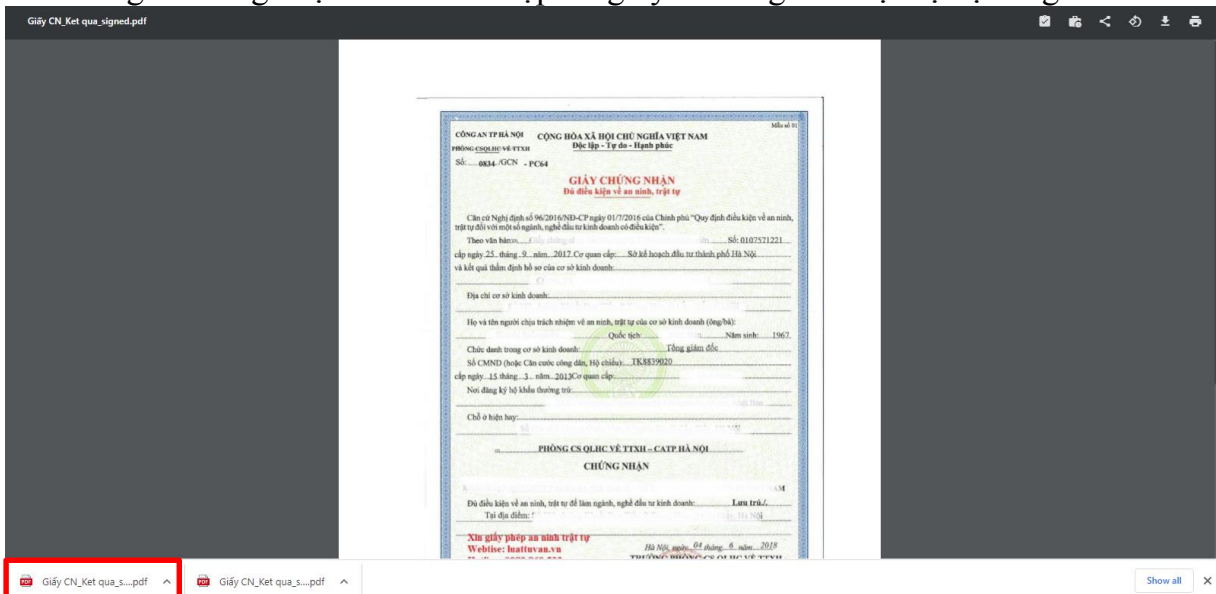 Giấy CN_Ket qua_signed.pdf
Mẫu số 01
CÔNG AN TP HÀ NỘI
CỘNG HÒA XÃ HỘI CHỦ NGHĨA VIỆT NAM
PHÒNG CSQLHC VỀ TTXH
Độc lập - Tự do - Hạnh phúc
Số: 0834 /GCN - PC64
GIẤY CHỨNG NHẬN
Đủ điều kiện về an ninh, trật tự
Căn cứ Nghị định số 96/2016/NĐ-CP ngày 01/7/2016 của Chính phủ "Quy định điều kiện về an ninh,
trật tự đối với một số ngành, nghề đầu tư kinh doanh có điều kiện".
Theo văn bản: Số: 0107571221
cấp ngày 25 tháng 9 năm 2017 Cơ quan cấp: Sở kế hoạch đầu tư thành phố Hà Nội
và kết quả thẩm định hồ sơ của cơ sở kinh doanh:
Địa chỉ cơ sở kinh doanh:
Họ và tên người chịu trách nhiệm về an ninh, trật tự của cơ sở kinh doanh (ông/bà):
Quốc tịch: Năm sinh: 1967.
Chức danh trong cơ sở kinh doanh: Tổng giám đốc
Số CMND (hoặc Căn cước công dân, Hộ chiếu): TK8839020
cấp ngày 15 tháng 3 năm 2013 Cơ quan cấp:
Nơi đăng ký hộ khẩu thường trú:
Chỗ ở hiện nay:
PHÒNG CS QLHC VỀ TTXH – CATP HÀ NỘI
CHỨNG NHẬN
Đủ điều kiện về an ninh, trật tự để làm ngành, nghề đầu tư kinh doanh: Lưu trú./.
Tại địa điểm: Hà Nội
Xin giấy phép an ninh trật tự
Webtise: luattuvan.vn
Hà Nội, ngày 04 tháng 6 năm 2018
TRƯỞNG PHÒNG CS QLHC VỀ TTXH
Giấy CN_Ket qua_s....pdf
Giấy CN_Ket qua_s....pdf
Show all